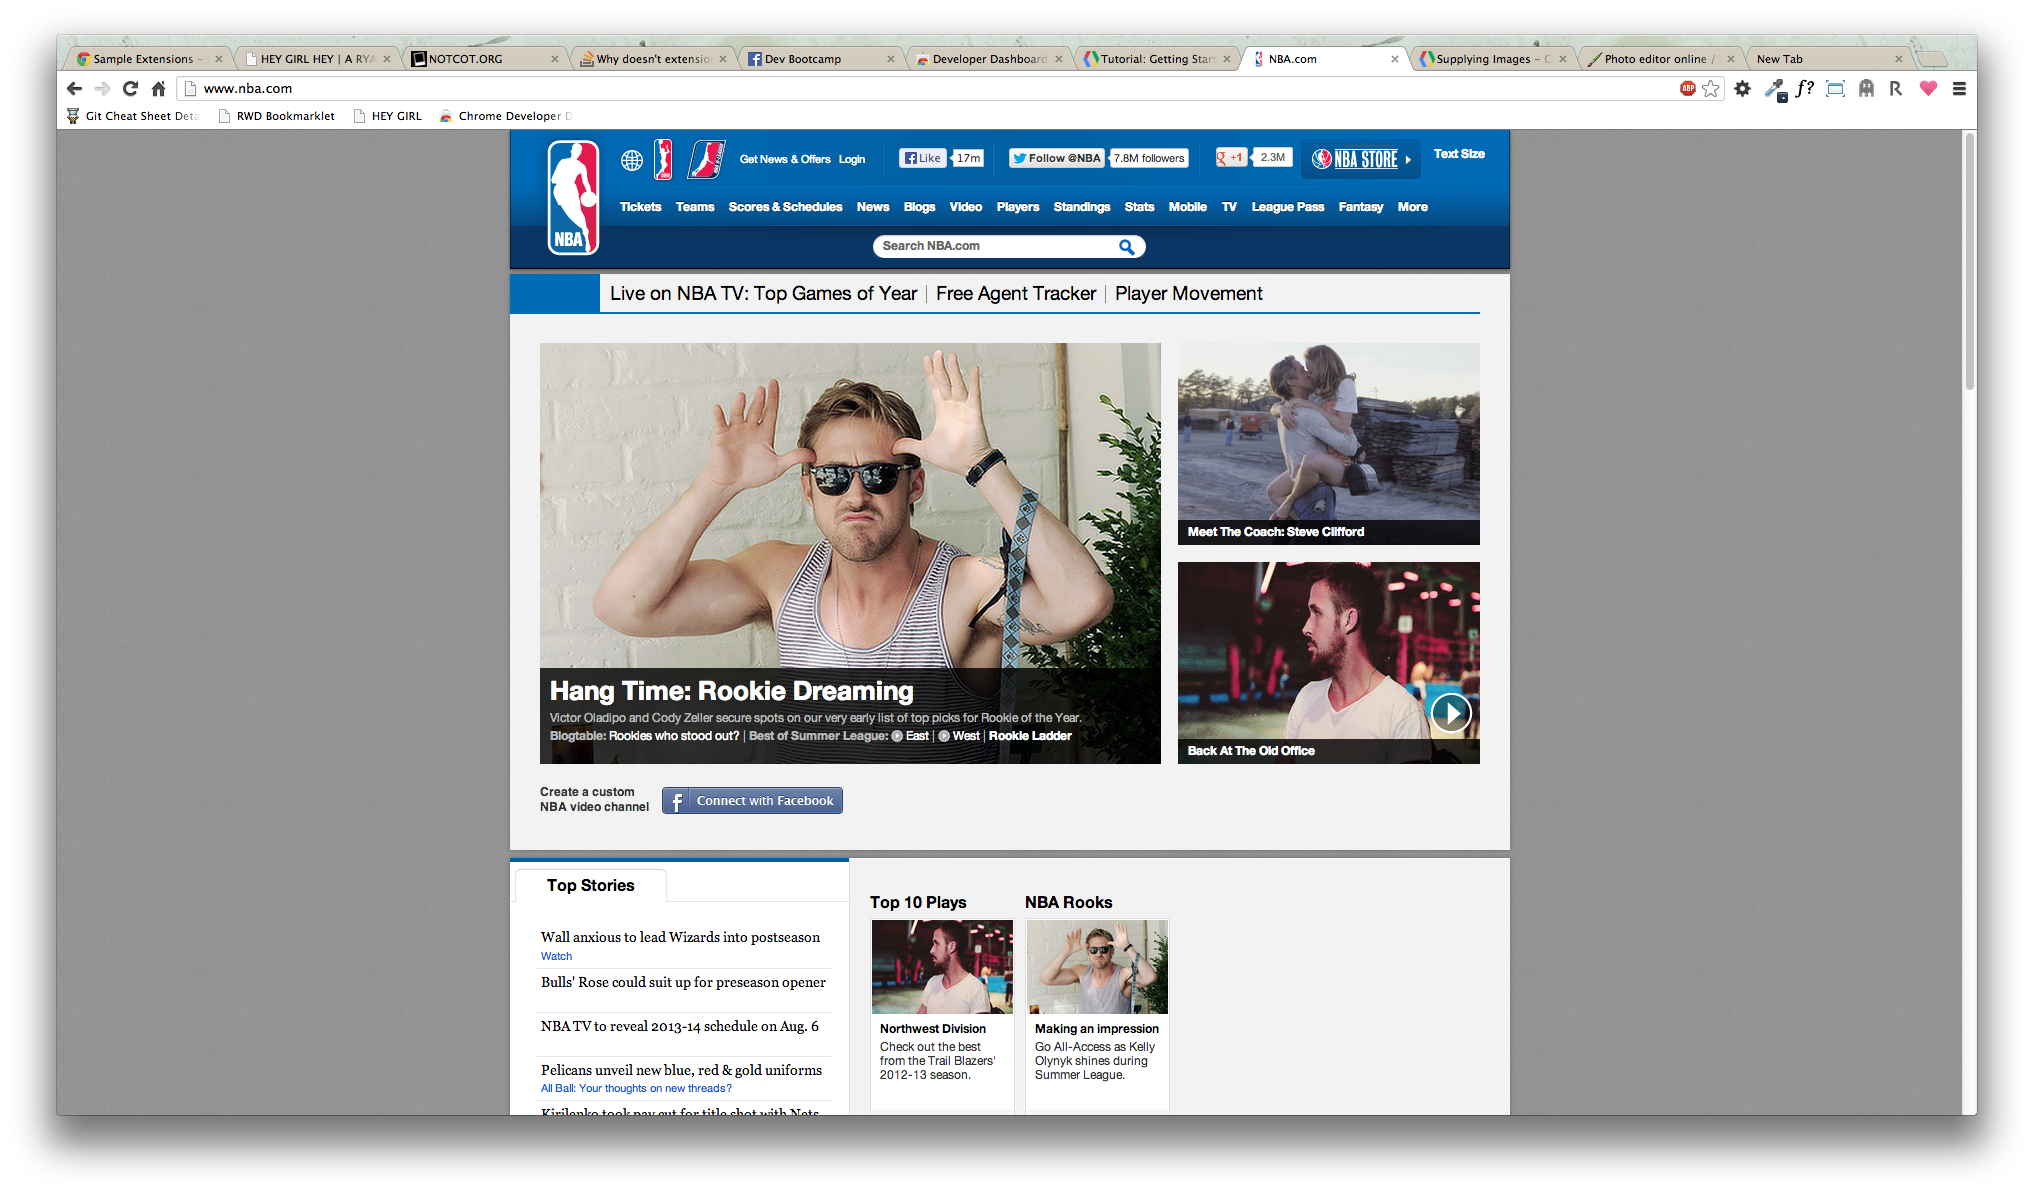 Sample Extensions –
HEY GIRL HEY | A RYA
NOTCOT.ORG
Why doesn't extensio
Dev Bootcamp
Developer Dashboard
Tutorial: Getting Start
NBA.com
Supplying Images – C
Photo editor online /
New Tab
www.nba.com
ABP
f?
R
Git Cheat Sheet Deta
RWD Bookmarklet
HEY GIRL
Chrome Developer D
Get News & Offers
Login
Like
17m
Follow @NBA
7.8M followers
g +1
2.3M
NBA STORE
Text Size
NBA
Tickets
Teams
Scores & Schedules
News
Blogs
Video
Players
Standings
Stats
Mobile
TV
League Pass
Fantasy
More
Search NBA.com
Live on NBA TV: Top Games of Year | Free Agent Tracker | Player Movement
Hang Time: Rookie Dreaming
Victor Oladipo and Cody Zeller secure spots on our very early list of top picks for Rookie of the Year.
Blogtable: Rookies who stood out? | Best of Summer League: East | West | Rookie Ladder
Meet The Coach: Steve Clifford
Back At The Old Office
Create a custom
NBA video channel
f Connect with Facebook
Top Stories
Wall anxious to lead Wizards into postseason
Watch
Bulls' Rose could suit up for preseason opener
NBA TV to reveal 2013-14 schedule on Aug. 6
Pelicans unveil new blue, red & gold uniforms
All Ball: Your thoughts on new threads?
Kirilenko took pay cut for title shot with Nets
Top 10 Plays
Northwest Division
Check out the best
from the Trail Blazers'
2012-13 season.
NBA Rooks
Making an impression
Go All-Access as Kelly
Olynyk shines during
Summer League.